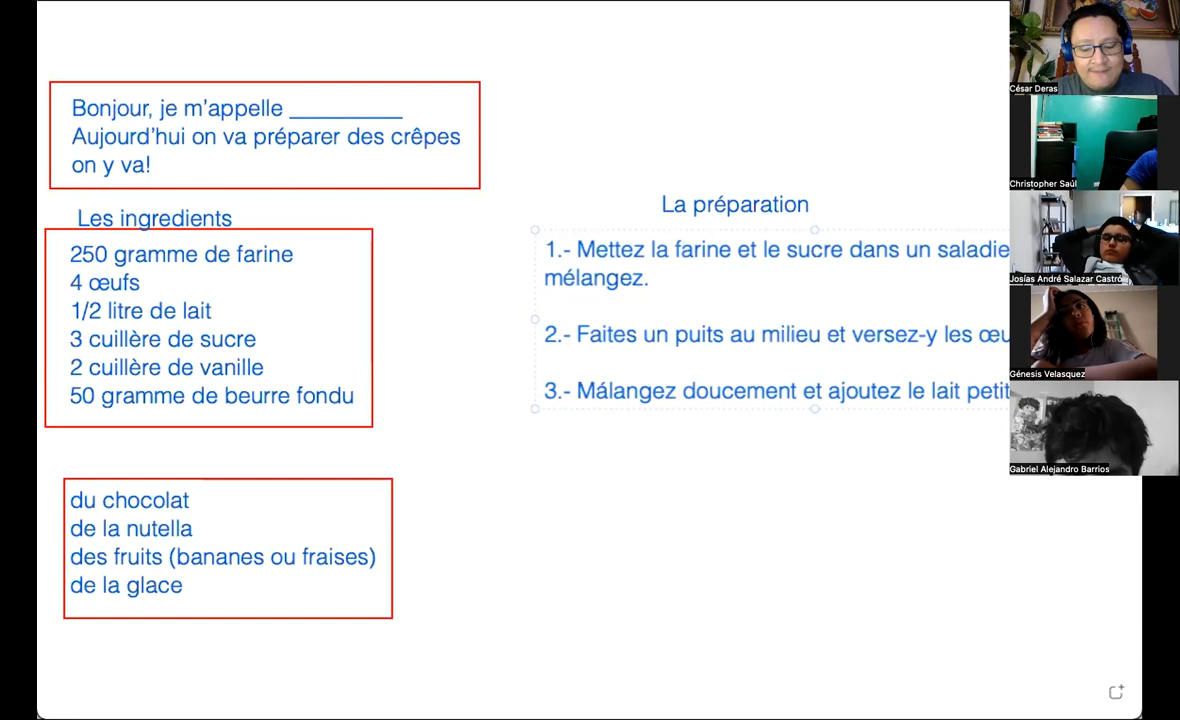 Bonjour, je m'appelle __________
Aujourd'hui on va préparer des crêpes
on y va!
Les ingredients
250 gramme de farine
4 œufs
1/2 litre de lait
3 cuillère de sucre
2 cuillère de vanille
50 gramme de beurre fondu
du chocolat
de la nutella
des fruits (bananes ou fraises)
de la glace
La préparation
1.- Mettez la farine et le sucre dans un saladie
mélangez.
2.- Faites un puits au milieu et versez-y les œu
3.- Málangez doucement et ajoutez le lait petit
César Deras
Christopher Saúl
Josías André Salazar Castro
Génesis Velasquez
Gabriel Alejandro Barrios